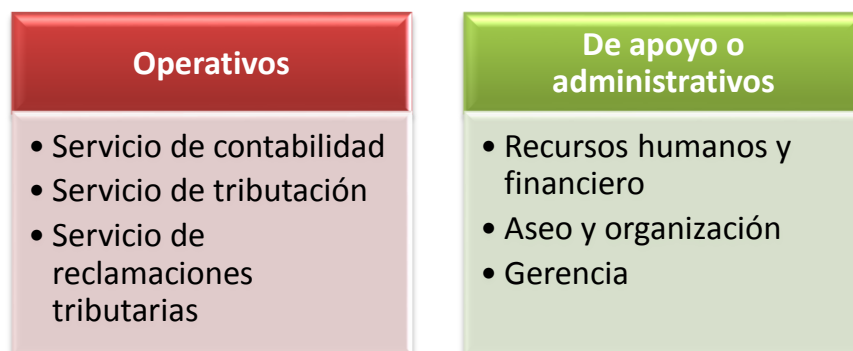 Operativos
• Servicio de contabilidad
• Servicio de tributación
• Servicio de
reclamaciones
tributarias
De apoyo o
administrativos
• Recursos humanos y
financiero
• Aseo y organización
• Gerencia